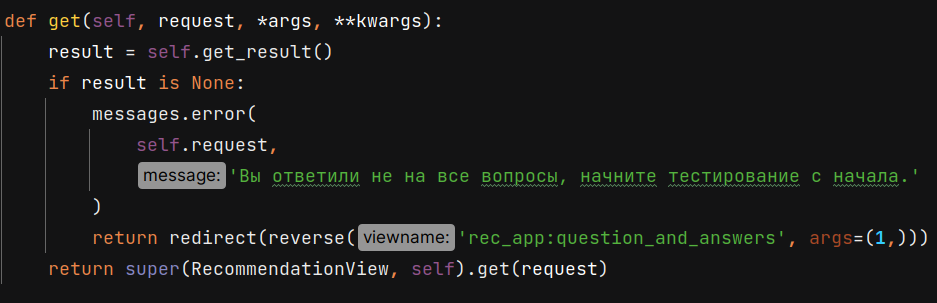 def get(self, request, *args, **kwargs):
    result = self.get_result()
    if result is None:
        messages.error(
            self.request,
            message: 'Вы ответили не на все вопросы, начните тестирование с начала.'
        )
        return redirect(reverse( viewname: 'rec_app:question_and_answers', args=(1,)))
    return super(RecommendationView, self).get(request)